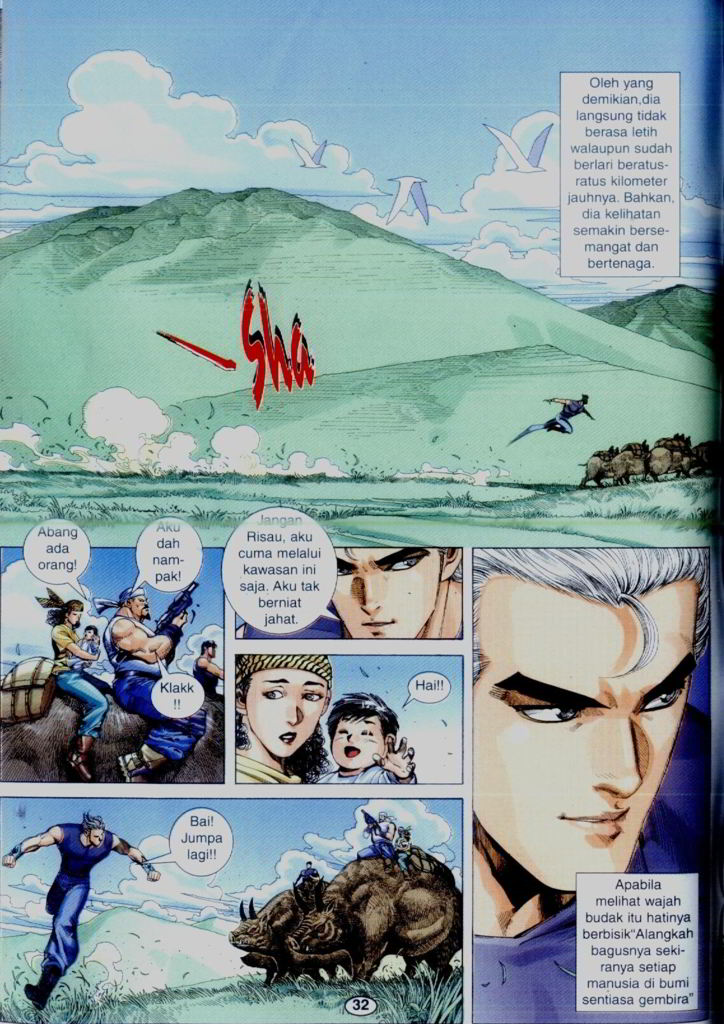 Oleh yang
demikian,dia
langsung tidak
berasa letih
walaupun sudah
berlari beratus-
ratus kilometer
jauhnya. Bahkan,
dia kelihatan
semakin berse-
mangat dan
bertenaga.
Sha
Abang
ada
orang!
Aku
dah
nam-
pak!
Klakk
!!
Jangan
Risau, aku
cuma melalui
kawasan ini
saja. Aku tak
berniat
jahat.
Hai!!
Bai!
Jumpa
lagi!!
Apabila
melihat wajah
budak itu hatinya
berbisik“Alangkah
bagusnya seki-
ranya setiap
manusia di bumi
sentiasa gembira”
32